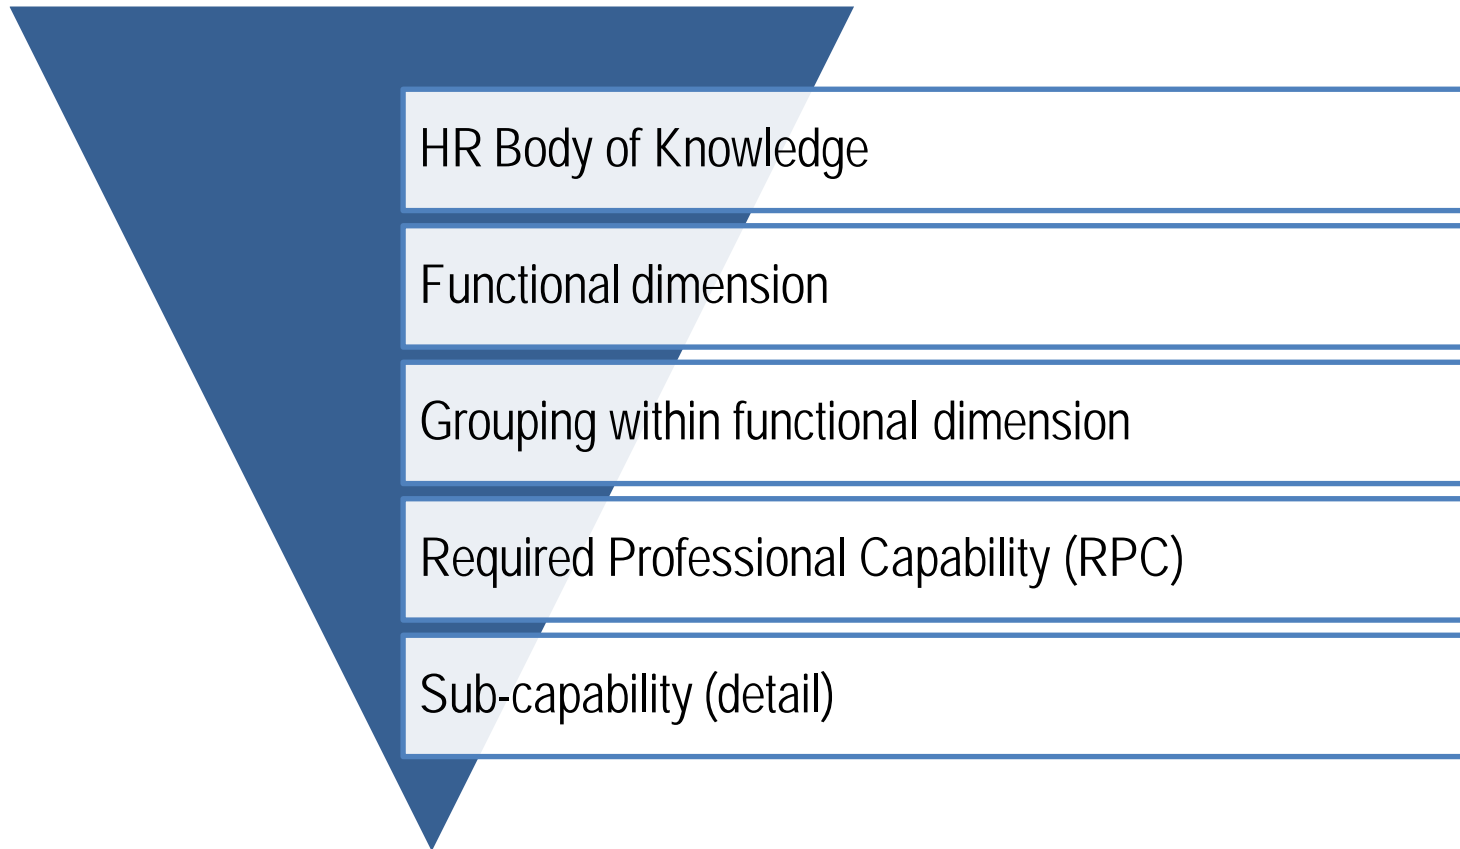 HR Body of Knowledge
Functional dimension
Grouping within functional dimension
Required Professional Capability (RPC)
Sub-capability (detail)